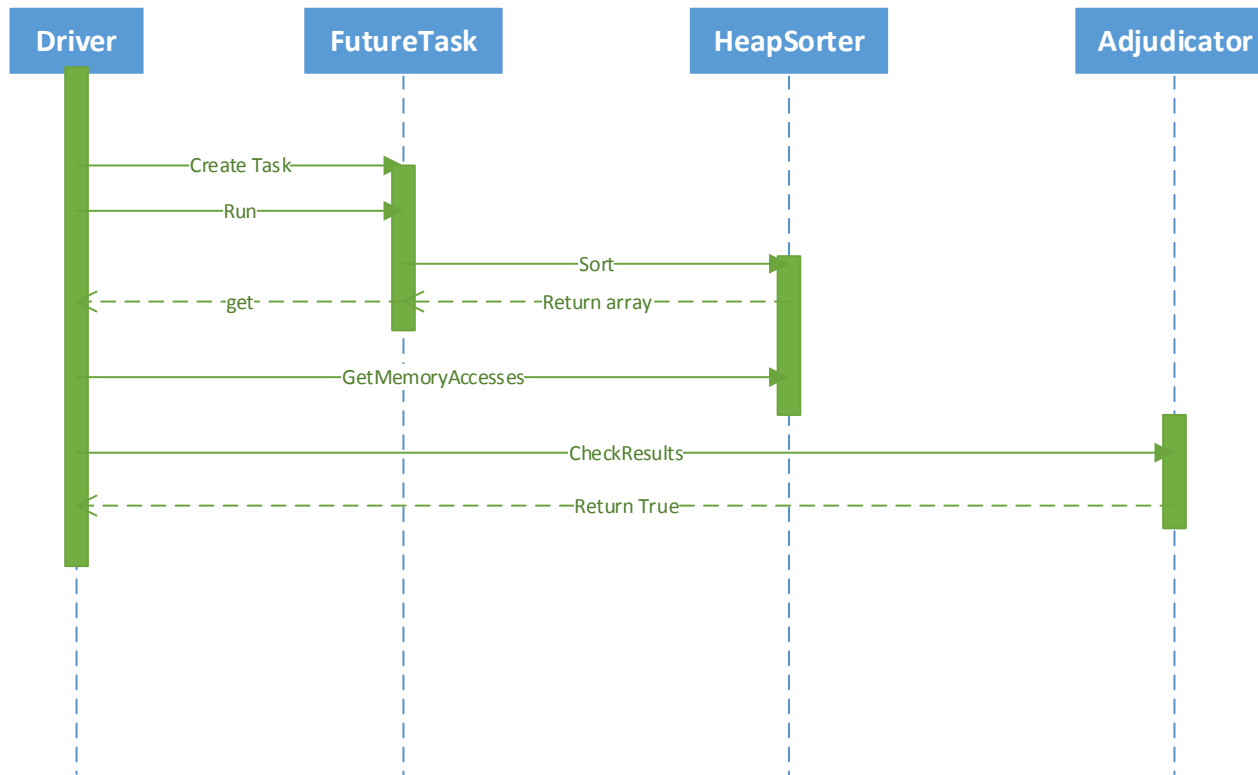 Driver
FutureTask
HeapSorter
Adjudicator
Create Task
Run
Sort
get
Return array
GetMemoryAccesses
CheckResults
Return True